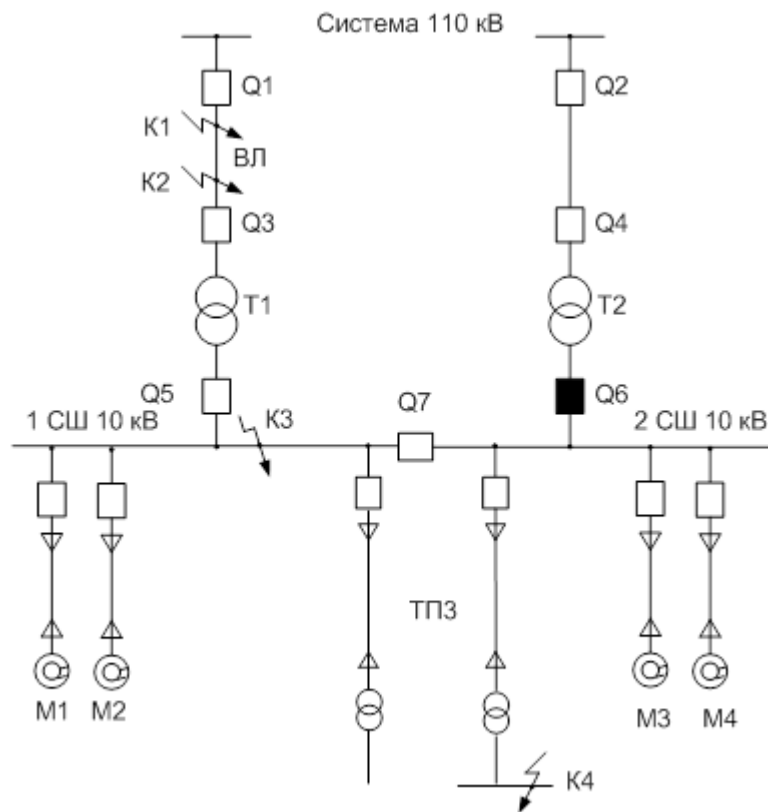 Система 110 кВ
Q1
Q2
К1
ВЛ
К2
Q3
Q4
Т1
Т2
Q5
Q6
К3
Q7
1 СШ 10 кВ
2 СШ 10 кВ
ТП3
М1
М2
М3
М4
К4